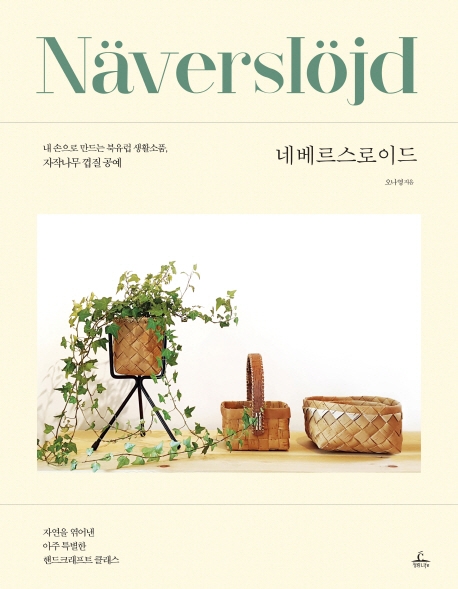 Näverslöjd
내 손으로 만드는 북유럽 생활소품,
자작나무 껍질 공예
네베르스로이드
오나영 지음
자연을 엮어낸
아주 특별한
핸드크래프트 클래스